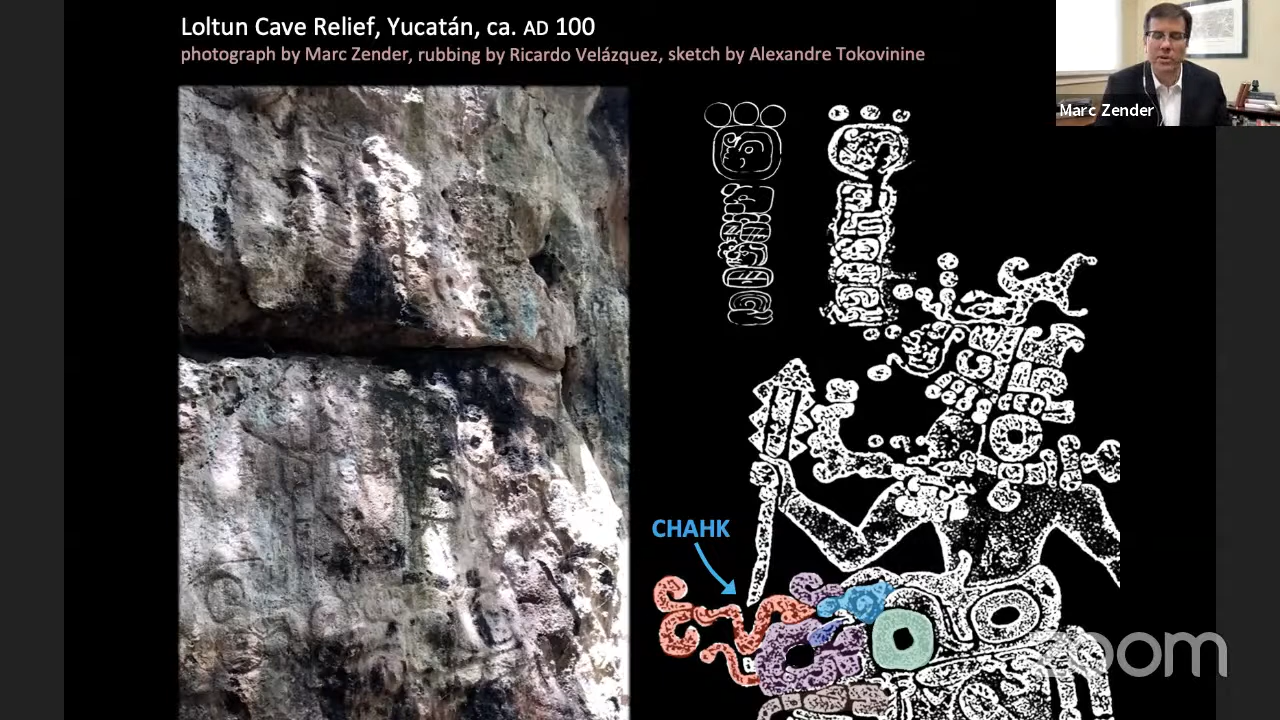 Loltun Cave Relief, Yucatán, ca. AD 100
photograph by Marc Zender, rubbing by Ricardo Velázquez, sketch by Alexandre Tokovinine
Marc Zender
CHAHK
zoom